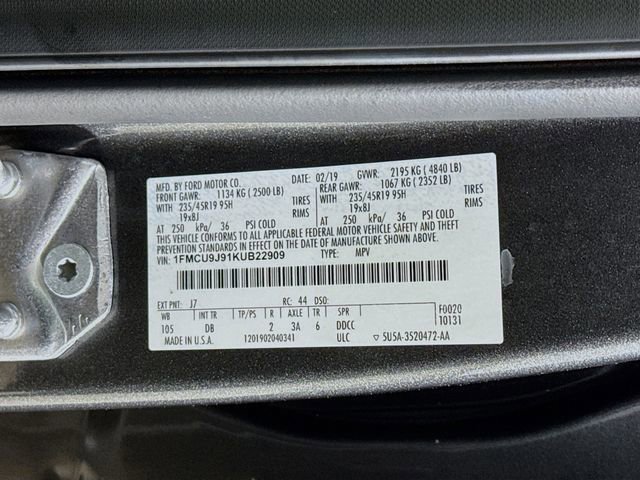 MFD. BY FORD MOTOR CO.
DATE: 02/19 GVWR: 2195 KG ( 4840 LB)
FRONT GAWR: 1134 KG ( 2500 LB) REAR GAWR: 1067 KG ( 2352 LB)
WITH 235/45R19 95H TIRES WITH 235/45R19 95H TIRES
19x8J RIMS 19x8J RIMS
AT 250 kPa/ 36 PSI COLD AT 250 kPa/ 36 PSI COLD
THIS VEHICLE CONFORMS TO ALL APPLICABLE FEDERAL MOTOR VEHICLE SAFETY AND THEFT
PREVENTION STANDARDS IN EFFECT ON THE DATE OF MANUFACTURE SHOWN ABOVE.
VIN: 1FMCU9J91KUB22909 TYPE: MPV
EXT PNT: J7 RC: 44 DSO: F0020
WB INT TR TP/PS R AXLE TR SPR 10131
105 DB 2 3A 6 DDCC
MADE IN U.S.A. 1201902040341 ULC 5U5A-3520472-AA